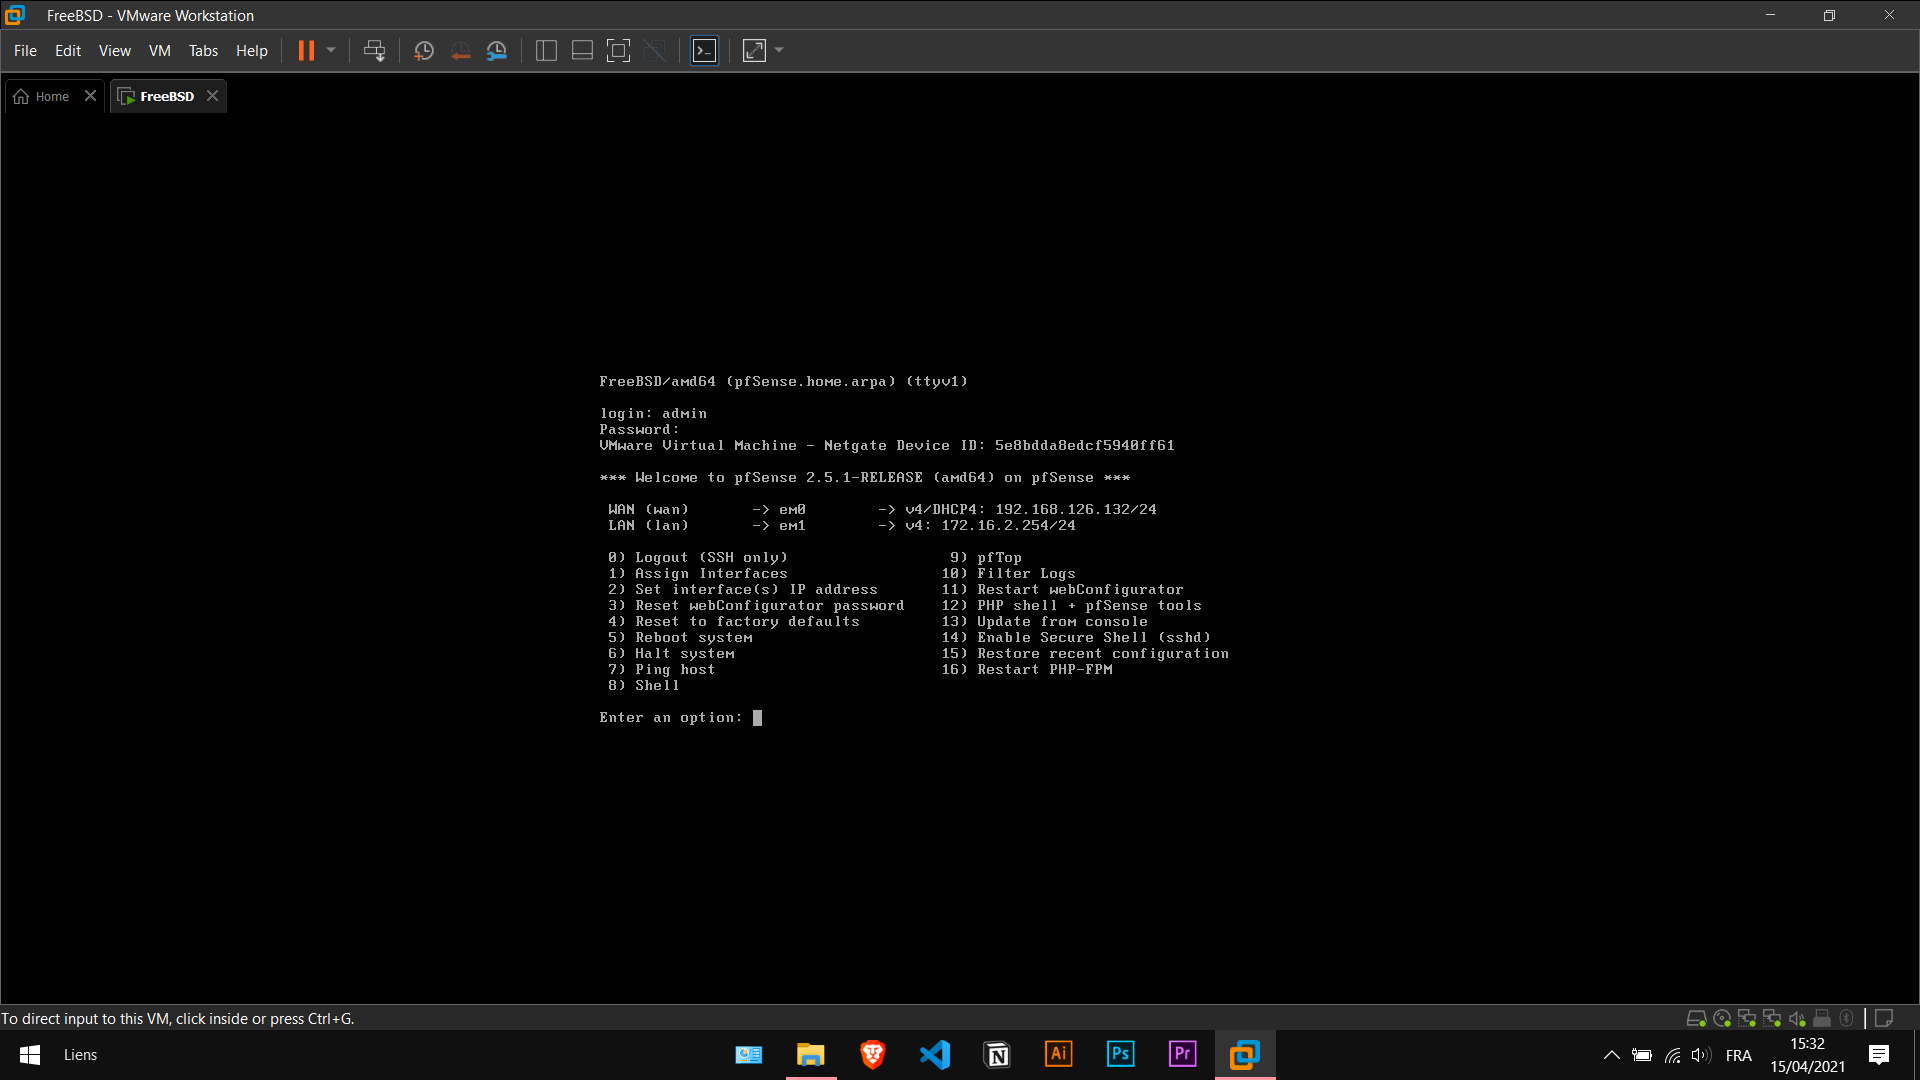 FreeBSD - VMware Workstation
File Edit View VM Tabs Help
Home FreeBSD
FreeBSD/amd64 (pfSense.home.arpa) (ttyv1)
login: admin
Password:
VMware Virtual Machine - Netgate Device ID: 5e8bdda8edcf5940ff61
*** Welcome to pfSense 2.5.1-RELEASE (amd64) on pfSense ***
WAN (wan) -> em0 -> v4/DHCP4: 192.168.126.132/24
LAN (lan) -> em1 -> v4: 172.16.2.254/24
0) Logout (SSH only) 9) pfTop
1) Assign Interfaces 10) Filter Logs
2) Set interface(s) IP address 11) Restart webConfigurator
3) Reset webConfigurator password 12) PHP shell + pfSense tools
4) Reset to factory defaults 13) Update from console
5) Reboot system 14) Enable Secure Shell (sshd)
6) Halt system 15) Restore recent configuration
7) Ping host 16) Restart PHP-FPM
8) Shell
Enter an option:
To direct input to this VM, click inside or press Ctrl+G.
Liens Ai Ps Pr FRA 15:32
15/04/2021